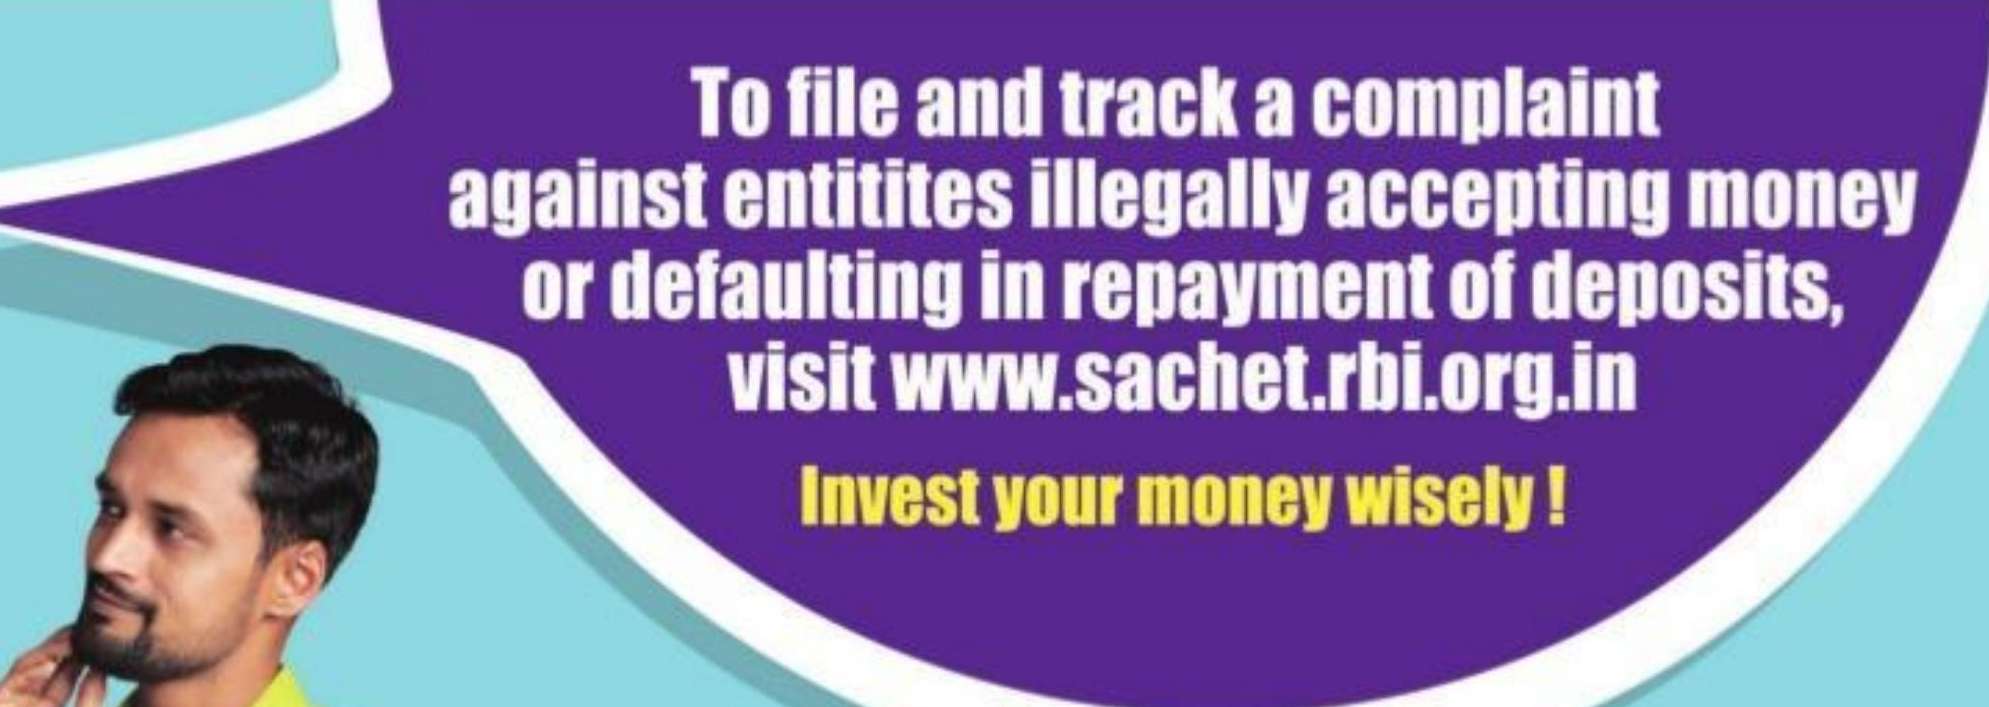 To file and track a complaint
against entitites illegally accepting money
or defaulting in repayment of deposits,
visit www.sachet.rbi.org.in
Invest your money wisely !